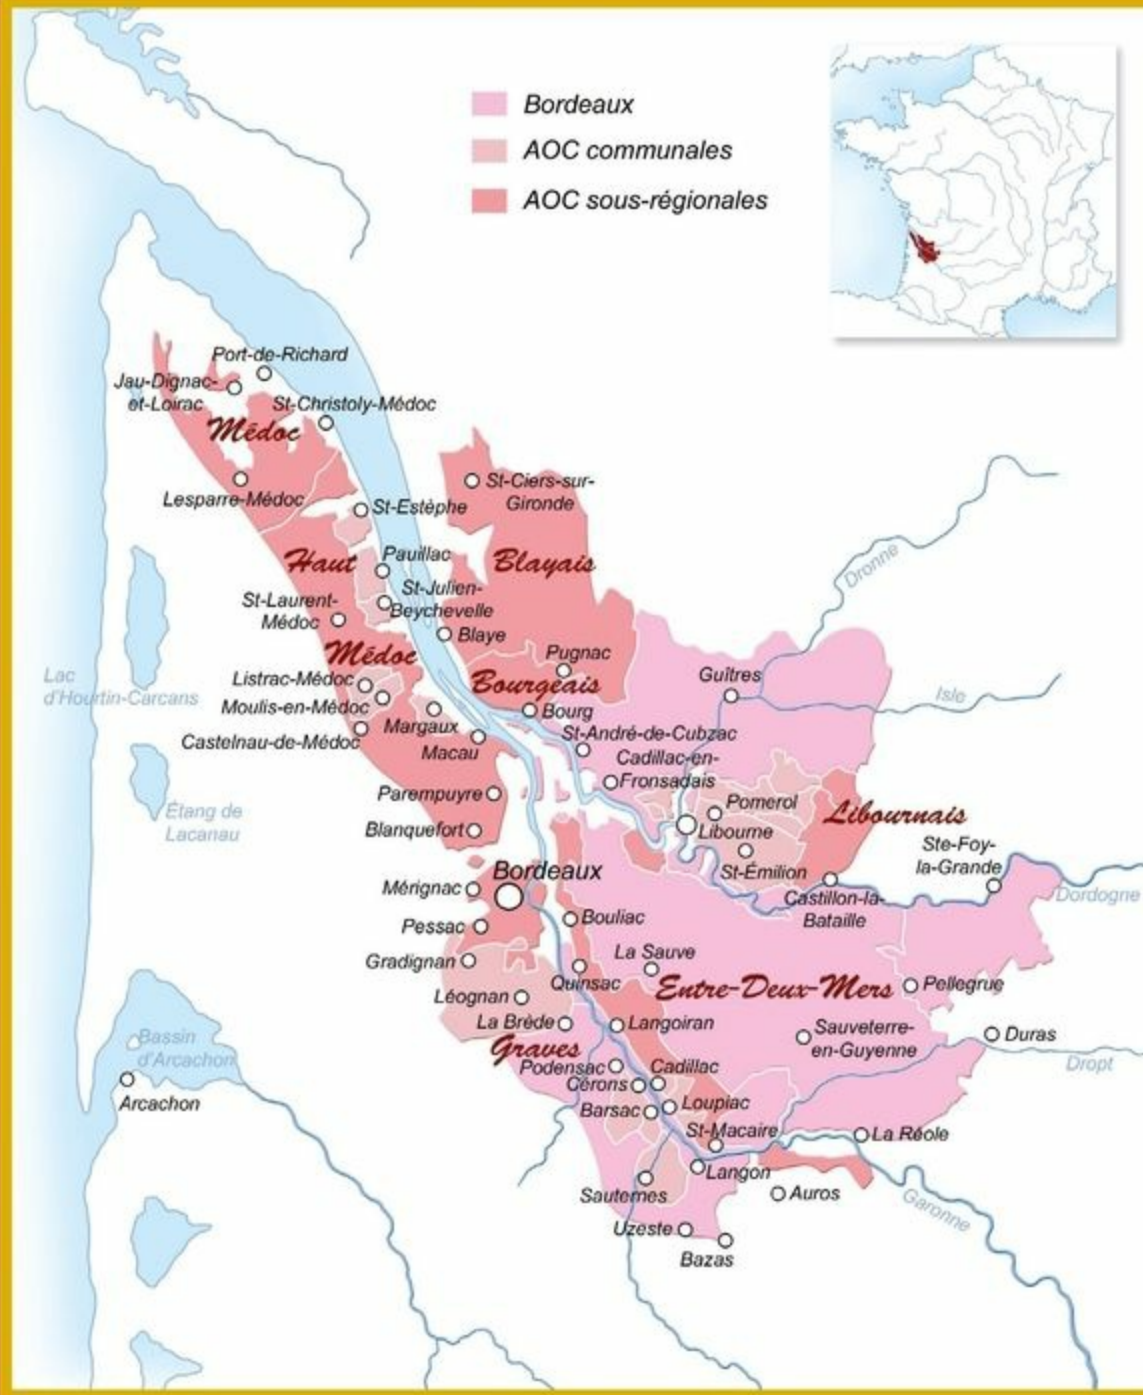 Bordeaux
AOC communales
AOC sous-régionales
Port-de-Richard
Jau-Dignac-
et-Loirac
St-Christoly-Médoc
Médoc
Lesparre-Médoc
St-Ciers-sur-
Gironde
St-Estèphe
Haut
Pauillac
Blayais
Dronne
St-Julien-
Beychevelle
St-Laurent-
Médoc
Blaye
Médoc
Pugnac
Listrac-Médoc
Bourgeais
Guîtres
Lac
d'Hourtin-Carcans
Isle
Moulis-en-Médoc
Margaux
Bourg
Castelnau-de-Médoc
Macau
St-André-de-Cubzac
Cadillac-en-
Fronsadais
Parempuyre
Pomerol
Libournais
Étang de
Lacanau
Blanquefort
Libourne
Ste-Foy-
la-Grande
St-Émilion
Bordeaux
Mérignac
Castillon-la-
Bataille
Dordogne
Pessac
Bouliac
Gradignan
La Sauve
Quinsac
Entre-Deux-Mers
Pellegrue
Léognan
La Brède
Langoiran
Sauveterre-
en-Guyenne
Duras
Bassin
d'Arcachon
Graves
Podensac
Cadillac
Dropt
Cérons
Arcachon
Barsac
Loupiac
St-Macaire
La Réole
Langon
Sauternes
Auros
Garonne
Uzeste
Bazas